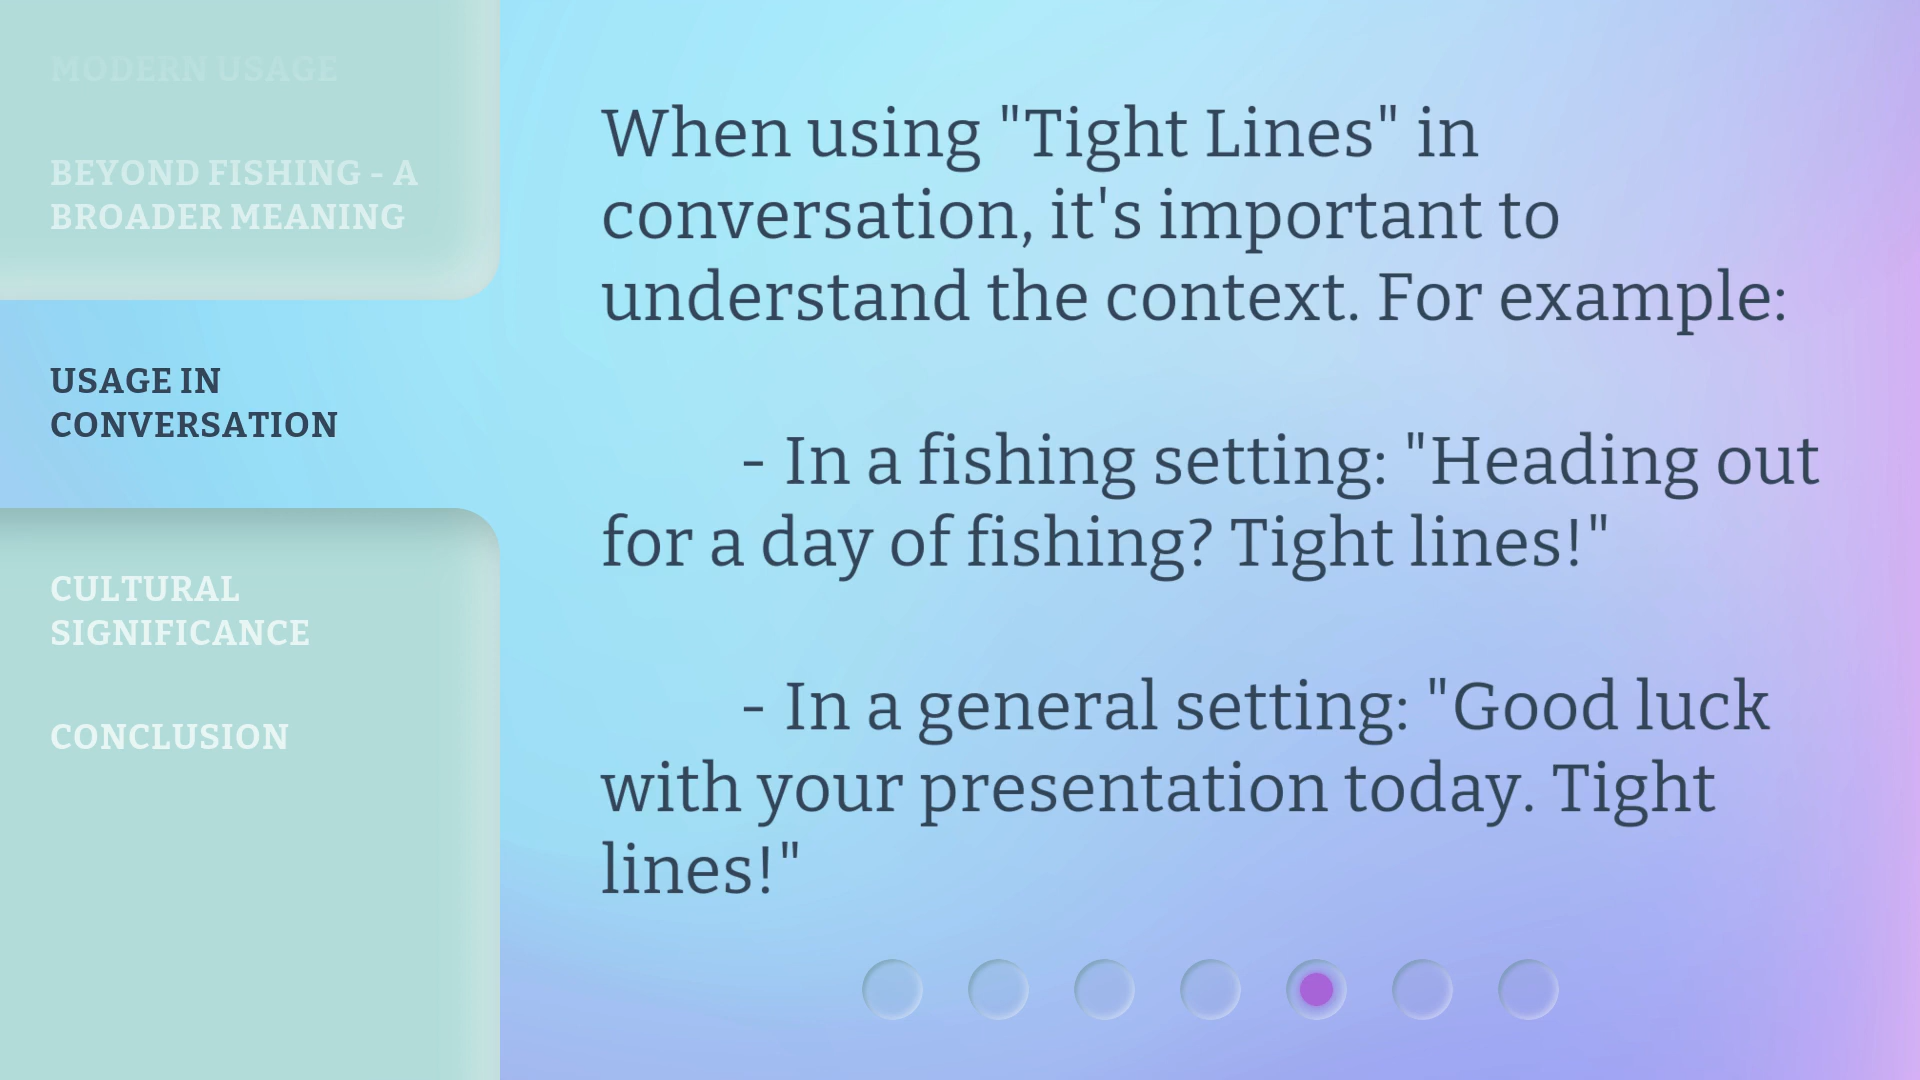 MODERN USAGE
BEYOND FISHING - A
BROADER MEANING
USAGE IN
CONVERSATION
CULTURAL
SIGNIFICANCE
CONCLUSION
When using "Tight Lines" in
conversation, it's important to
understand the context. For example:
- In a fishing setting: "Heading out
for a day of fishing? Tight lines!"
- In a general setting: "Good luck
with your presentation today. Tight
lines!"